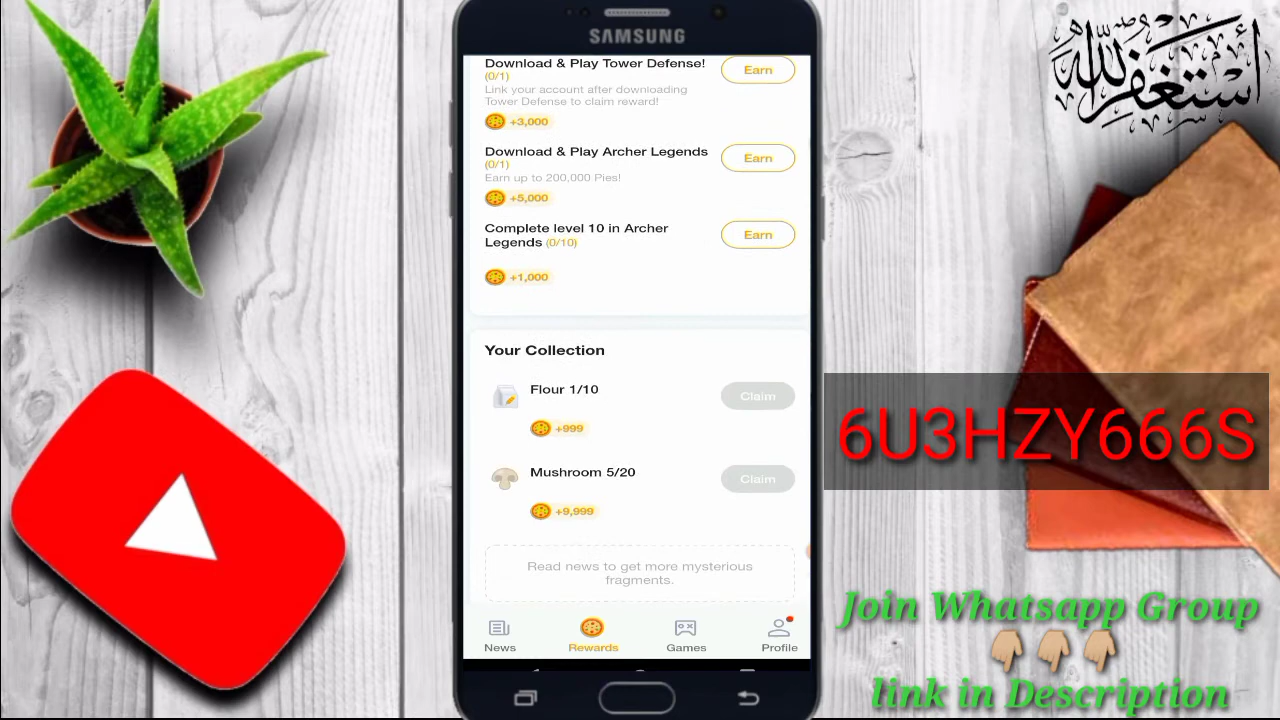 SAMSUNG
Download & Play Tower Defense!
(0/1)
Link your account after downloading
Tower Defense to claim reward!
+3,000
Earn
Download & Play Archer Legends
(0/1)
Earn up to 200,000 Pies!
+5,000
Earn
Complete level 10 in Archer
Legends (0/10)
+1,000
Earn
Your Collection
Flour 1/10
+999
Claim
Mushroom 5/20
+9,999
Claim
Read news to get more mysterious
fragments.
News
Rewards
Games
Profile
أستغفر الله
6U3HZY666S
Join Whatsapp Group
link in Description